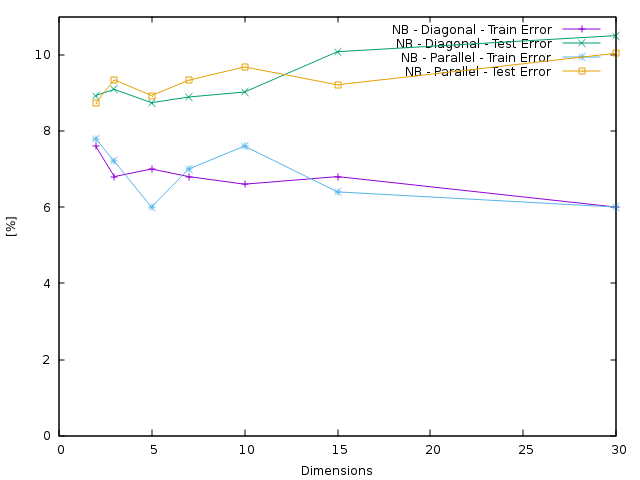 NB - Diagonal - Train Error
NB - Diagonal - Test Error
NB - Parallel - Train Error
NB - Parallel - Test Error
10
8
6
4
2
0
[%]
0 5 10 15 20 25 30
Dimensions